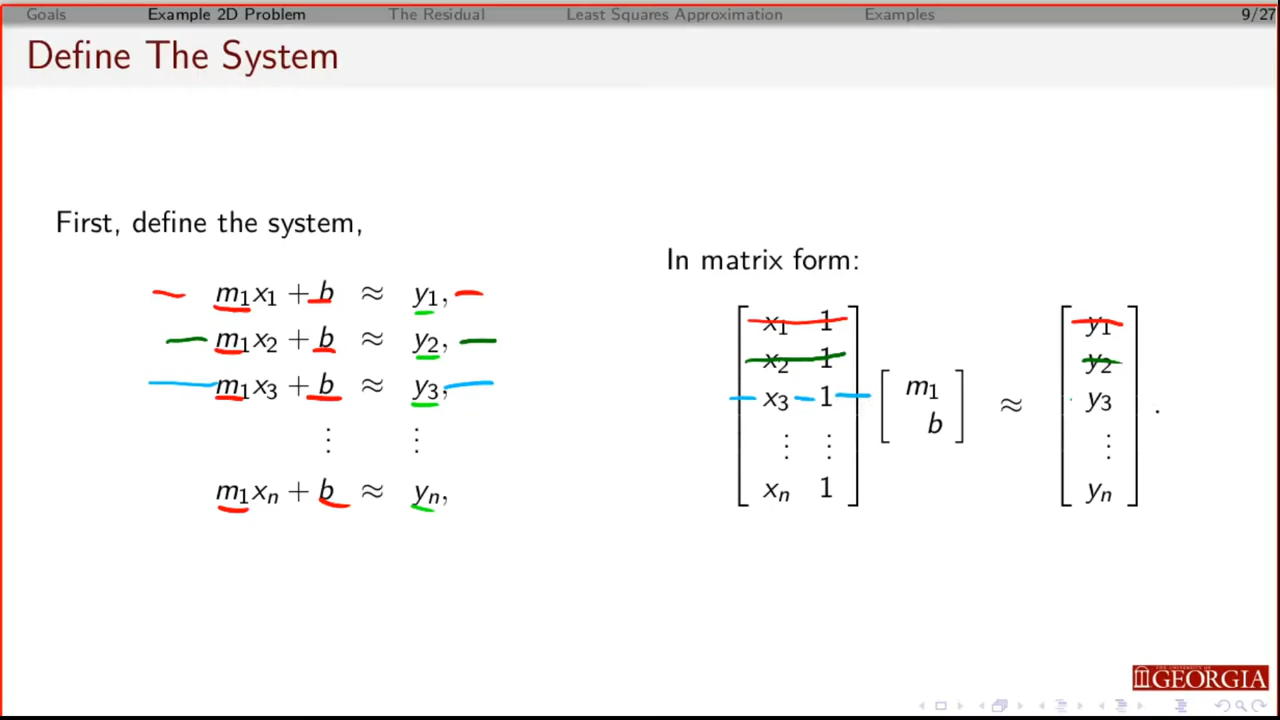 Goals Example 2D Problem The Residual Least Squares Approximation Examples 9/27
Define The System
First, define the system,
m₁x₁ + b ≈ y₁,
m₁x₂ + b ≈ y₂,
m₁x₃ + b ≈ y₃,
⋮ ⋮
m₁xₙ + b ≈ yₙ,
In matrix form:
[ x₁ 1 ; x₂ 1 ; x₃ 1 ; ⋮ ⋮ ; xₙ 1 ] [ m₁ ; b ] ≈ [ y₁ ; y₂ ; y₃ ; ⋮ ; yₙ ] .
GEORGIA